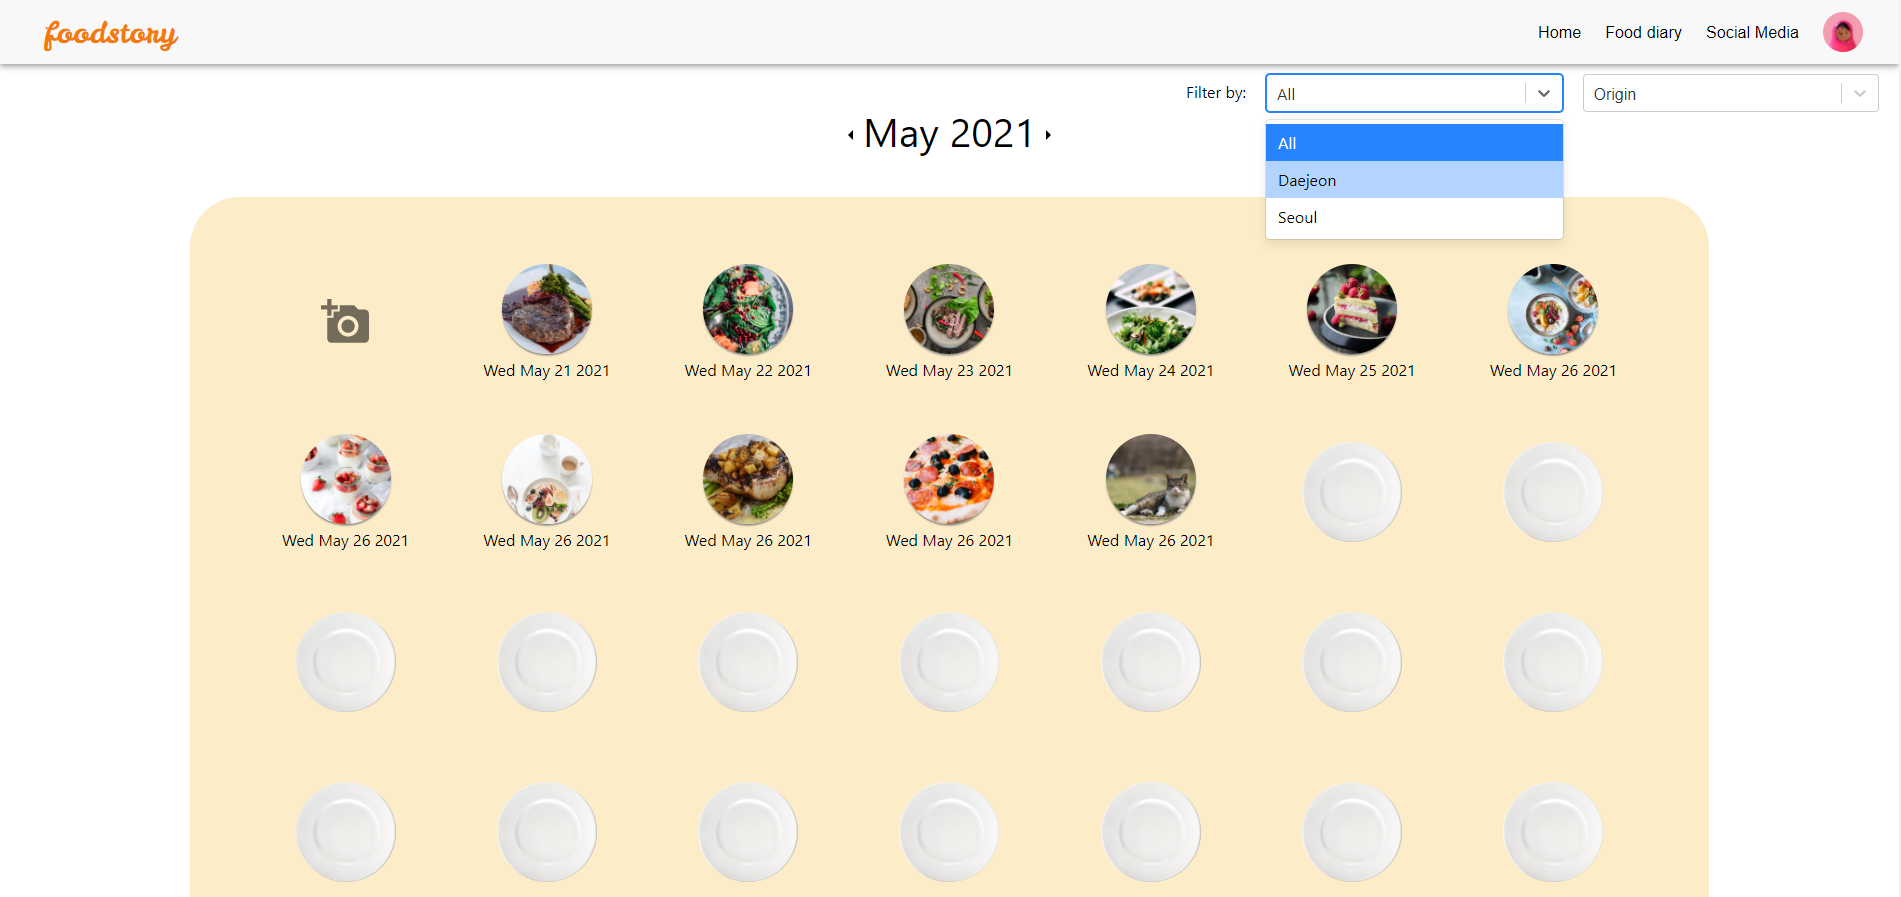 foodstory
Home Food diary Social Media
Filter by: All Origin
May 2021
All
Daejeon
Seoul
Wed May 21 2021 Wed May 22 2021 Wed May 23 2021 Wed May 24 2021 Wed May 25 2021 Wed May 26 2021
Wed May 26 2021 Wed May 26 2021 Wed May 26 2021 Wed May 26 2021 Wed May 26 2021